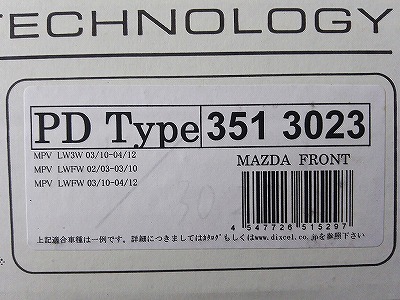 TECHNOLOGY
PD Type 351 3023
MPV LW3W 03/10-04/12
MPV LWFW 02/03-03/10
MPV LWFW 03/10-04/12
MAZDA FRONT
4 547726 515297
上記適合車種は一例です。詳細につきましてはカタログもしくはwww.dixcel.co.jpを参照下さい